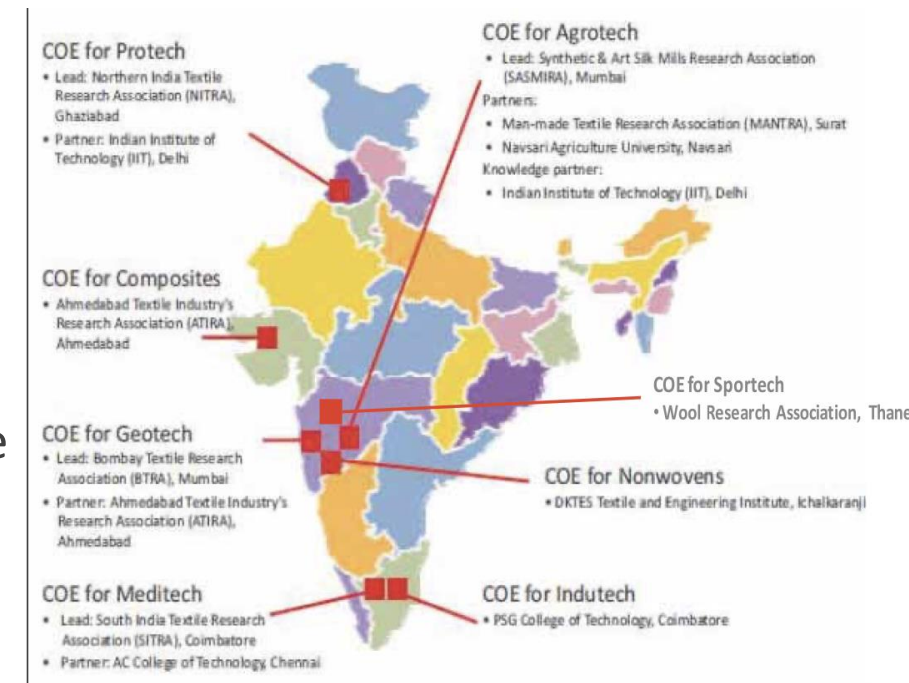 COE for Protech
• Lead: Northern India Textile
Research Association (NITRA),
Ghaziabad
• Partner: Indian Institute of
Technology (IIT), Delhi
COE for Agrotech
• Lead: Synthetic & Art Silk Mills Research Association
(SASMIRA), Mumbai
Partners:
• Man-made Textile Research Association (MANTRA), Surat
• Navsari Agriculture University, Navsari
Knowledge partner:
• Indian Institute of Technology (IIT), Delhi
COE for Composites
• Ahmedabad Textile Industry's
Research Association (ATIRA),
Ahmedabad
COE for Sportech
• Wool Research Association, Thane
e
COE for Geotech
• Lead: Bombay Textile Research
Association (BTRA), Mumbai
• Partner: Ahmedabad Textile Industry's
Research Association (ATIRA),
Ahmedabad
COE for Nonwovens
• DKTES Textile and Engineering Institute, Ichalkaranji
COE for Meditech
• Lead: South India Textile Research
Association (SITRA), Coimbatore
• Partner: AC College of Technology, Chennai
COE for Indutech
• PSG College of Technology, Coimbatore